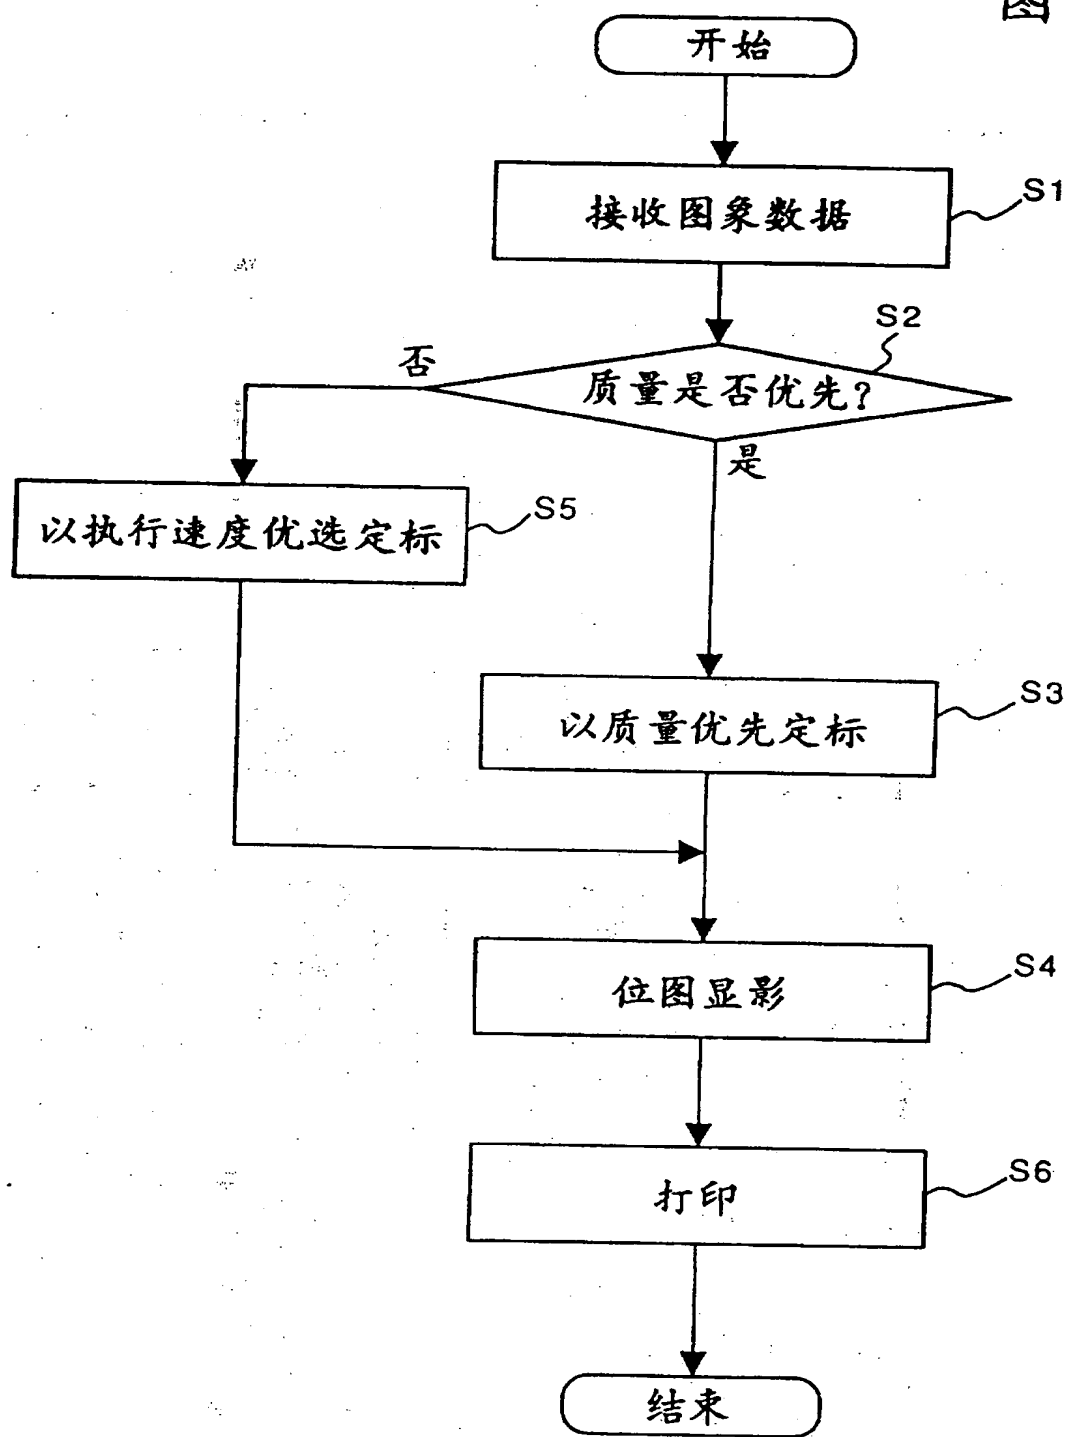 图
开始
接收图象数据
S1
S2
质量是否优先?
否
是
以执行速度优选定标
S5
以质量优先定标
S3
位图显影
S4
打印
S6
结束